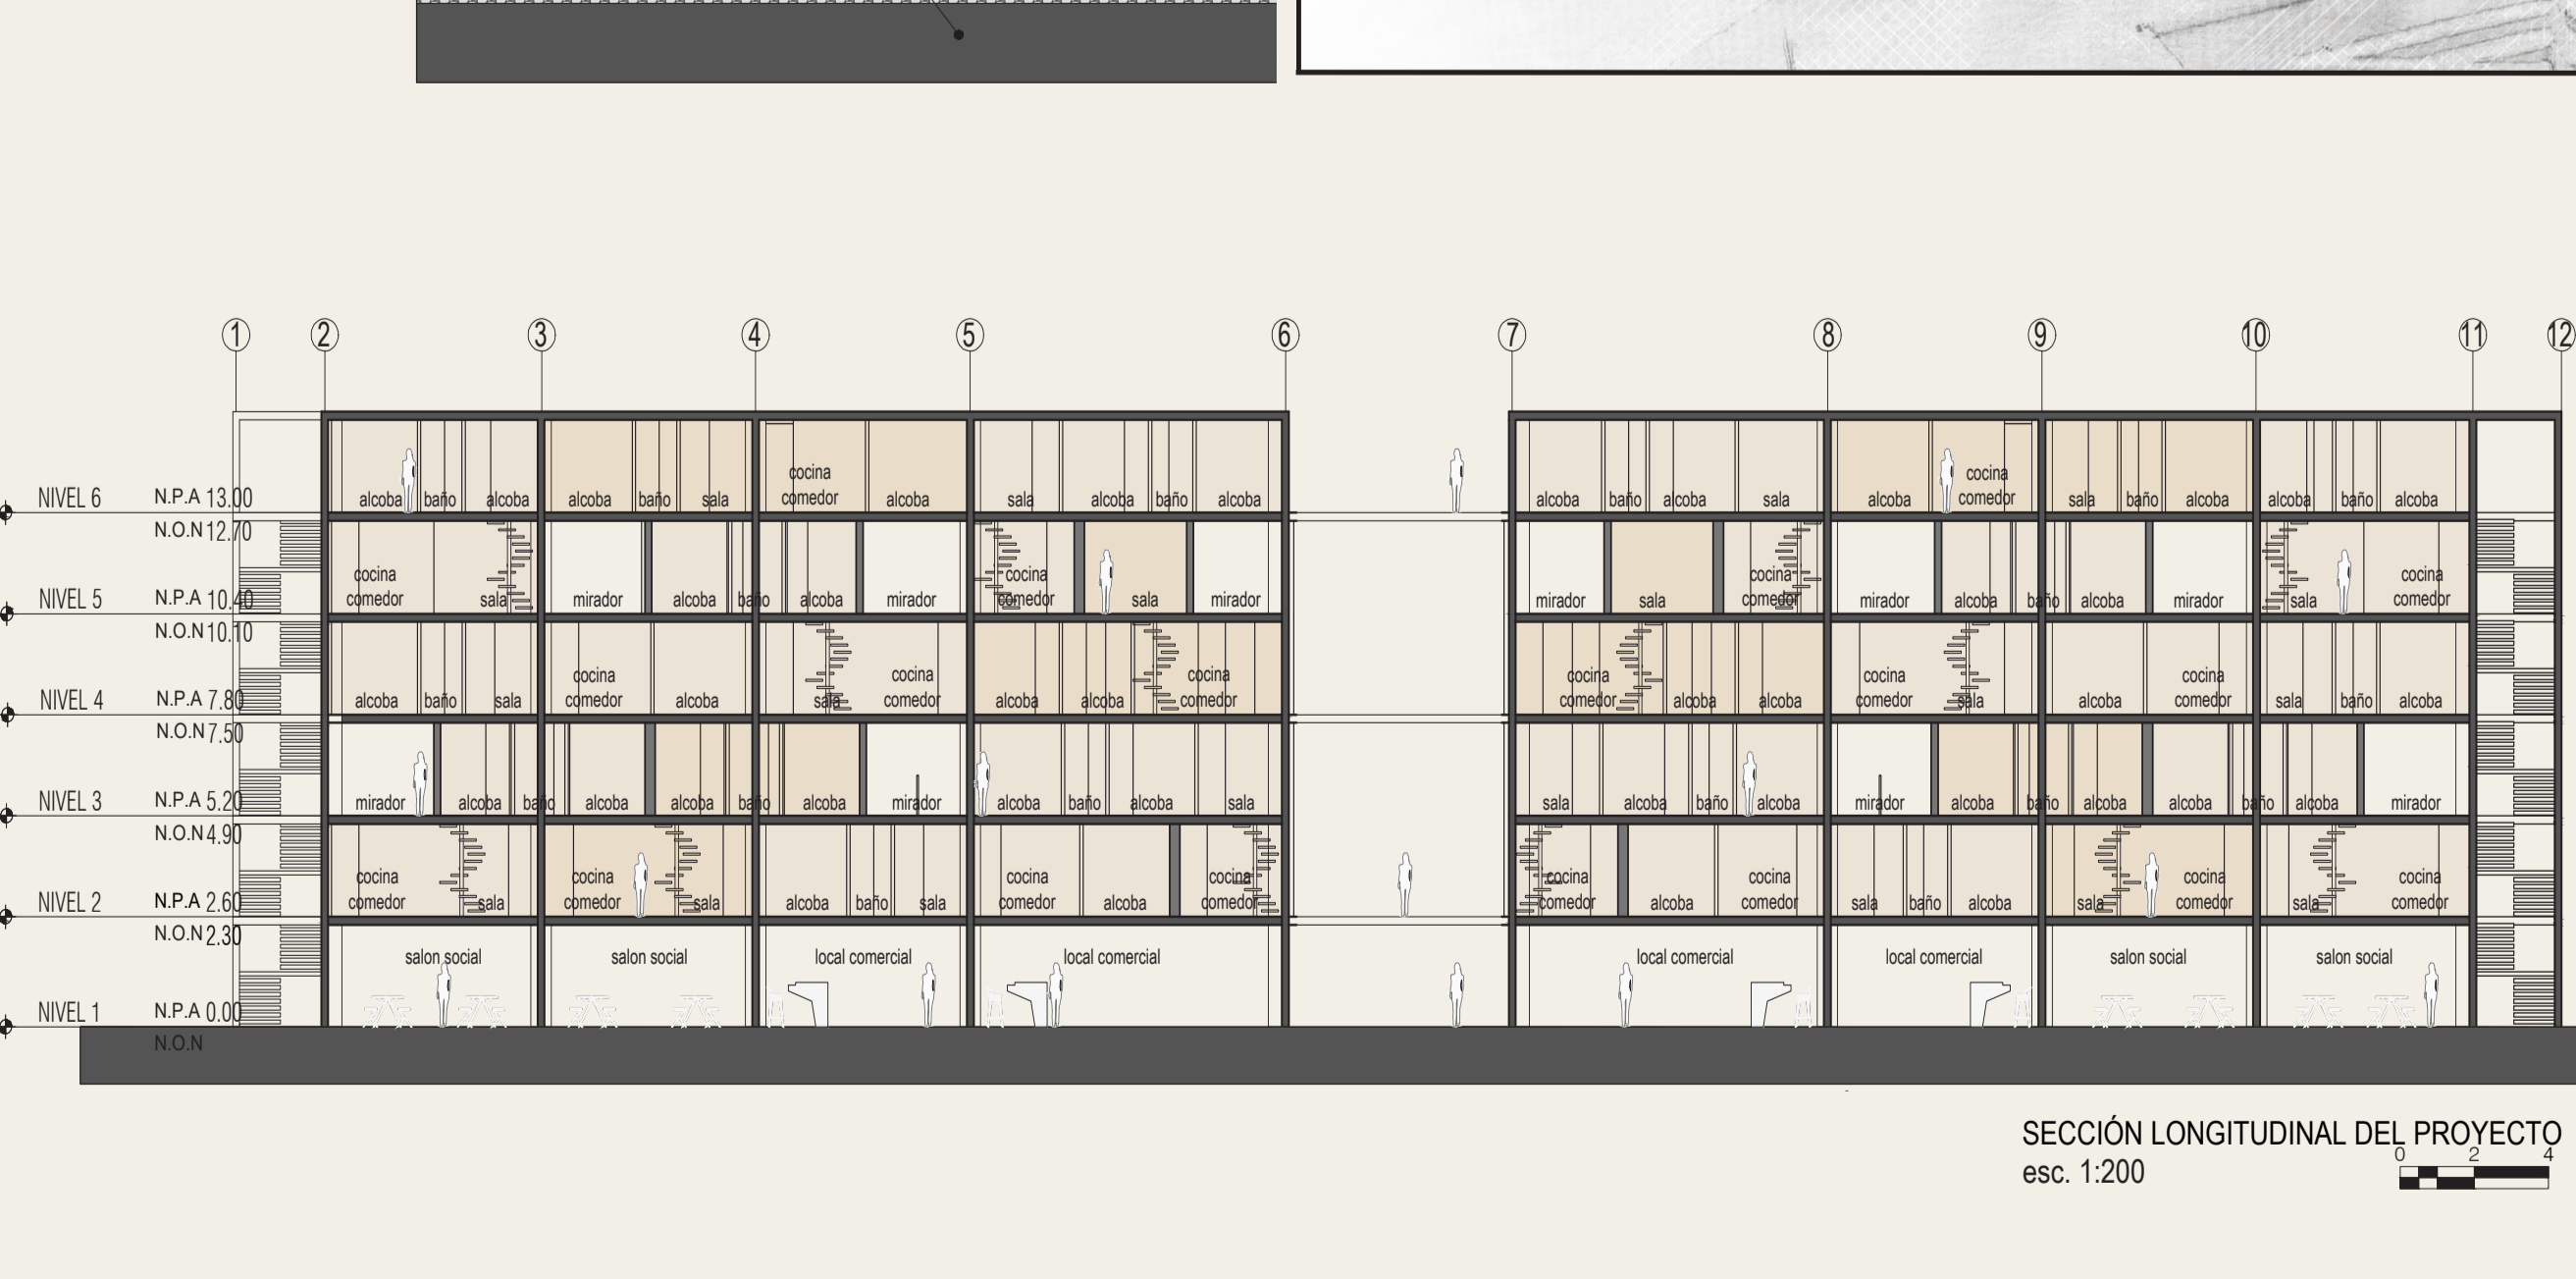 1 2 3 4 5 6 7 8 9 10 11 12
cocina cocina
NIVEL 6 N.P.A 13.00 alcoba baño alcoba alcoba baño sala comedor alcoba sala alcoba baño alcoba alcoba baño alcoba sala alcoba comedor sala baño alcoba alcoba baño alcoba
N.O.N 12.70
cocina cocina cocina cocina
NIVEL 5 N.P.A 10.40 comedor sala mirador alcoba baño alcoba mirador comedor sala mirador mirador sala comedor mirador alcoba baño alcoba mirador sala comedor
N.O.N 10.10
cocina cocina cocina cocina cocina cocina
NIVEL 4 N.P.A 7.80 alcoba baño sala comedor alcoba sala comedor alcoba alcoba comedor comedor alcoba alcoba comedor sala alcoba comedor sala baño alcoba
N.O.N 7.50
NIVEL 3 N.P.A 5.20 mirador alcoba baño alcoba alcoba baño alcoba mirador alcoba baño alcoba sala sala alcoba baño alcoba mirador alcoba baño alcoba alcoba baño alcoba mirador
N.O.N 4.90
cocina cocina cocina cocina cocina cocina cocina cocina
NIVEL 2 N.P.A 2.60 comedor sala comedor sala alcoba baño sala comedor alcoba comedor comedor alcoba comedor sala baño alcoba sala comedor sala comedor
N.O.N 2.30
salon social salon social local comercial local comercial local comercial local comercial salon social salon social
NIVEL 1 N.P.A 0.00
N.O.N
SECCIÓN LONGITUDINAL DEL PROYECTO
0 2 4
esc. 1:200